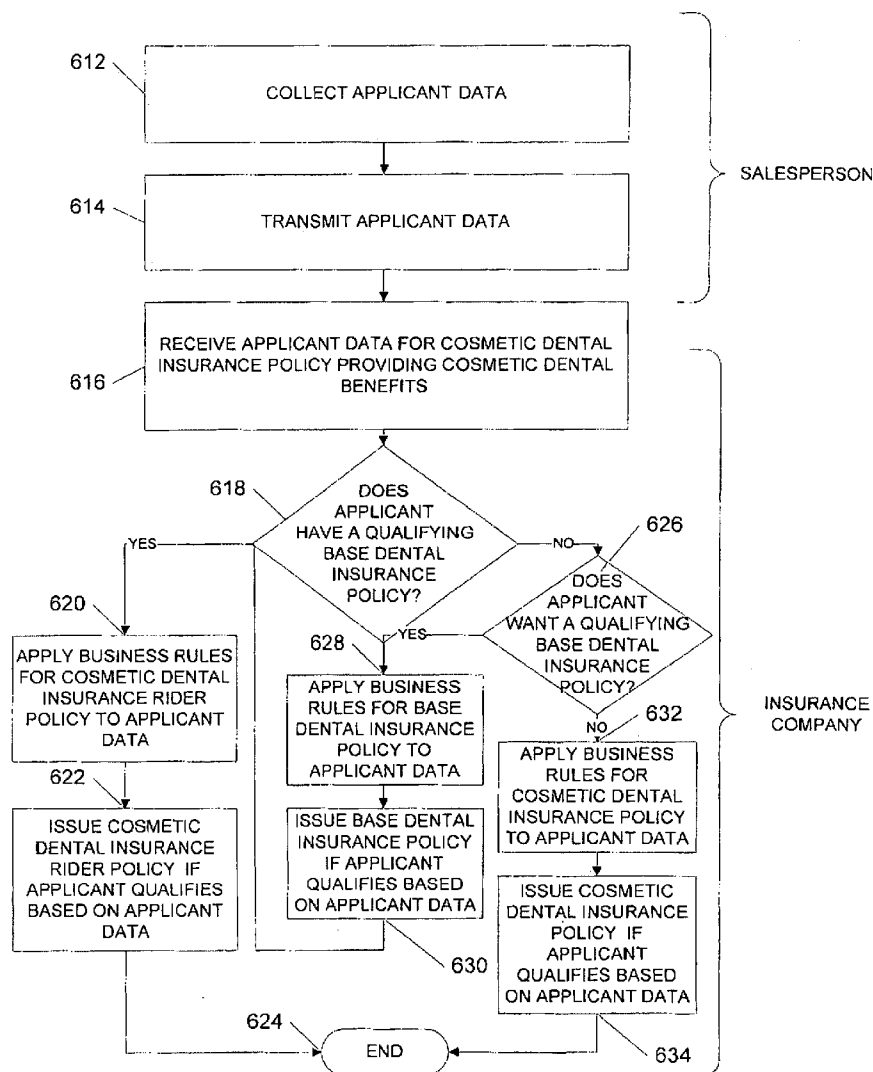 612
COLLECT APPLICANT DATA
SALESPERSON
614
TRANSMIT APPLICANT DATA
616
RECEIVE APPLICANT DATA FOR COSMETIC DENTAL
INSURANCE POLICY PROVIDING COSMETIC DENTAL
BENEFITS
618
DOES
APPLICANT
HAVE A QUALIFYING
BASE DENTAL
INSURANCE
POLICY?
YES
NO
626
DOES
APPLICANT
WANT A QUALIFYING
BASE DENTAL
INSURANCE
POLICY?
YES
NO
620
APPLY BUSINESS RULES
FOR COSMETIC DENTAL
INSURANCE RIDER
POLICY TO APPLICANT
DATA
628
APPLY BUSINESS
RULES FOR BASE
DENTAL INSURANCE
POLICY TO
APPLICANT DATA
632
APPLY BUSINESS
RULES FOR
COSMETIC DENTAL
INSURANCE POLICY
TO APPLICANT DATA
INSURANCE
COMPANY
622
ISSUE COSMETIC
DENTAL INSURANCE
RIDER POLICY IF
APPLICANT QUALIFIES
BASED ON APPLICANT
DATA
ISSUE BASE DENTAL
INSURANCE POLICY
IF APPLICANT
QUALIFIES BASED
ON APPLICANT DATA
630
ISSUE COSMETIC
DENTAL INSURANCE
POLICY IF
APPLICANT
QUALIFIES BASED
ON APPLICANT DATA
634
624
END